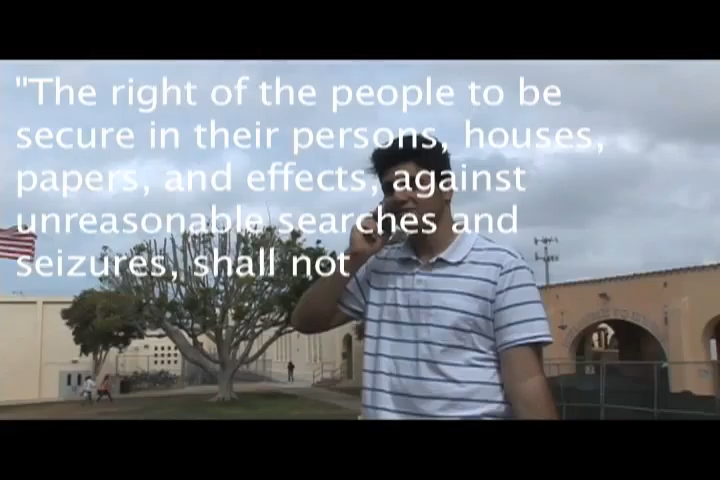 "The right of the people to be
secure in their persons, houses,
papers, and effects, against
unreasonable searches and
seizures, shall not